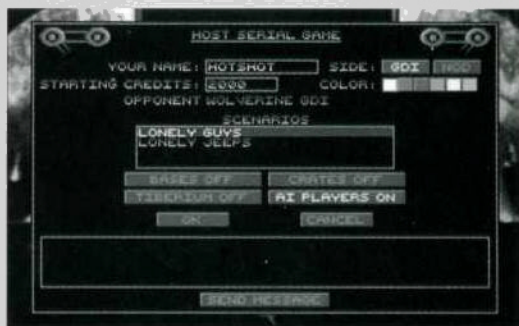 HOST SERIAL GAME
YOUR NAME: HOTSHOT SIDE: GDI NOD
STARTING CREDITS: 2000 COLOR:
OPPONENT WOLVERINE GDI
SCENARIOS
LONELY GUYS
LONELY JEEPS
BASES OFF CRATES OFF
TIBERIUM OFF AI PLAYERS ON
OK CANCEL
SEND MESSAGE